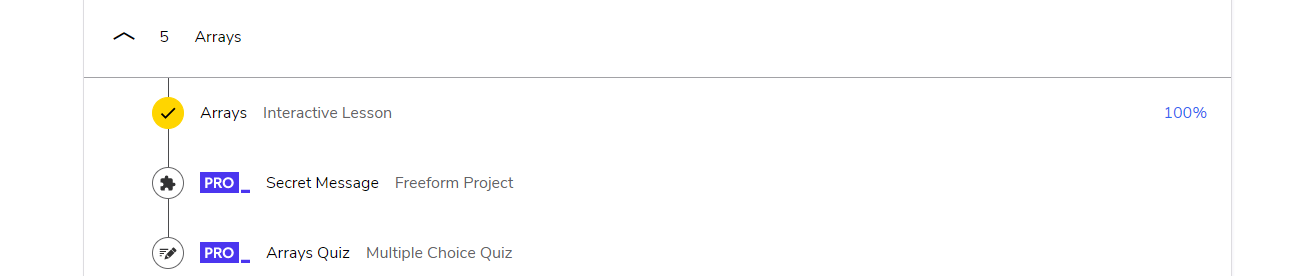 5 Arrays
Arrays Interactive Lesson 100%
PRO Secret Message Freeform Project
PRO Arrays Quiz Multiple Choice Quiz